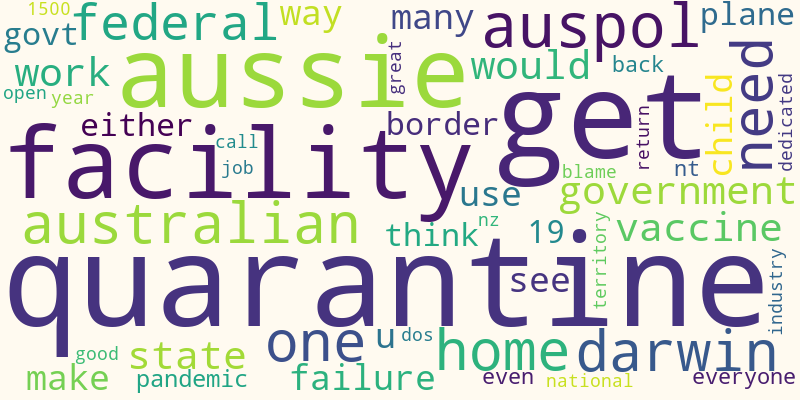 1500
federal
way
many
auspol
plane
govt
aussie
great
would
back
need
work
open
year
get
child
dedicated
either
border
return
facility
call
job
nt
blame
use
government
australian
think
nz
19
territory
vaccine
quarantine
see
industry
one
u
dos
home
darwin
good
state
make
pandemic
failure
even
national
everyone